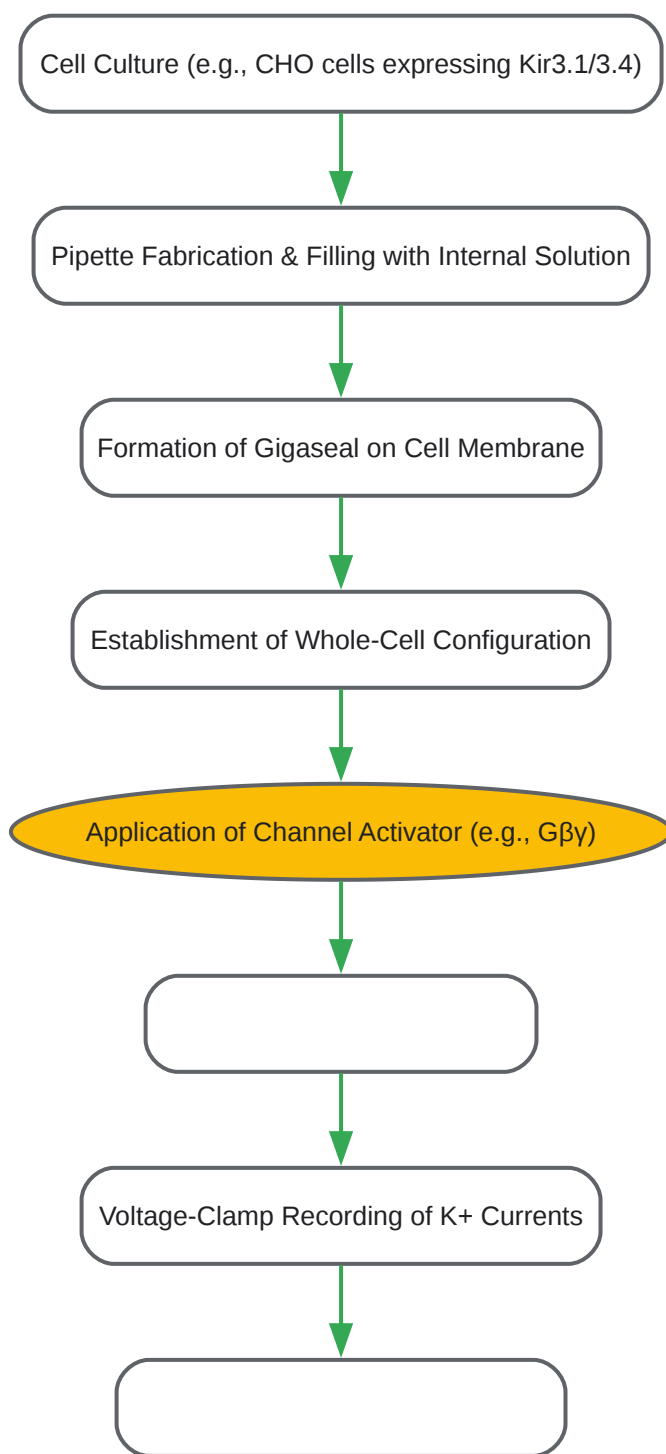 Cell Culture (e.g., CHO cells expressing Kir3.1/3.4)
Pipette Fabrication & Filling with Internal Solution
Formation of Gigaseal on Cell Membrane
Establishment of Whole-Cell Configuration
Application of Channel Activator (e.g., Gβγ)
Voltage-Clamp Recording of K+ Currents